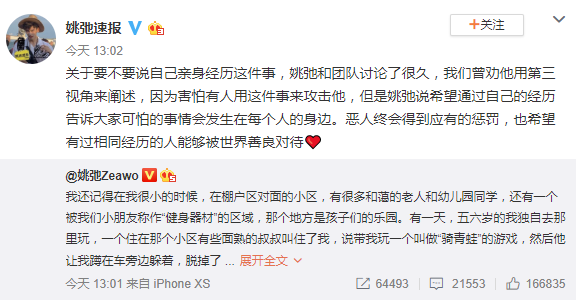 姚弛速报
+关注
今天 13:02
关于要不要说自己亲身经历这件事，姚弛和团队讨论了很久，我们曾劝他用第三
视角来阐述，因为害怕有人用这件事来攻击他，但是姚弛说希望通过自己的经历
告诉大家可怕的事情会发生在每个人的身边。恶人终会得到应有的惩罚，也希望
有过相同经历的人能够被世界善良对待
@姚弛Zeawo
我还记得在我很小的时候，在棚户区对面的小区，有很多和蔼的老人和幼儿园同学，还有一个
被我们小朋友称作“健身器材”的区域，那个地方是孩子们的乐园。有一天，五六岁的我独自去那
里玩，一个住在那个小区有些面熟的叔叔叫住了我，说带我玩一个叫做“骑青蛙”的游戏，然后他
让我蹲在车旁边躲着，脱掉了 ... 展开全文
今天 13:01 来自 iPhone XS 64493 21553 166835